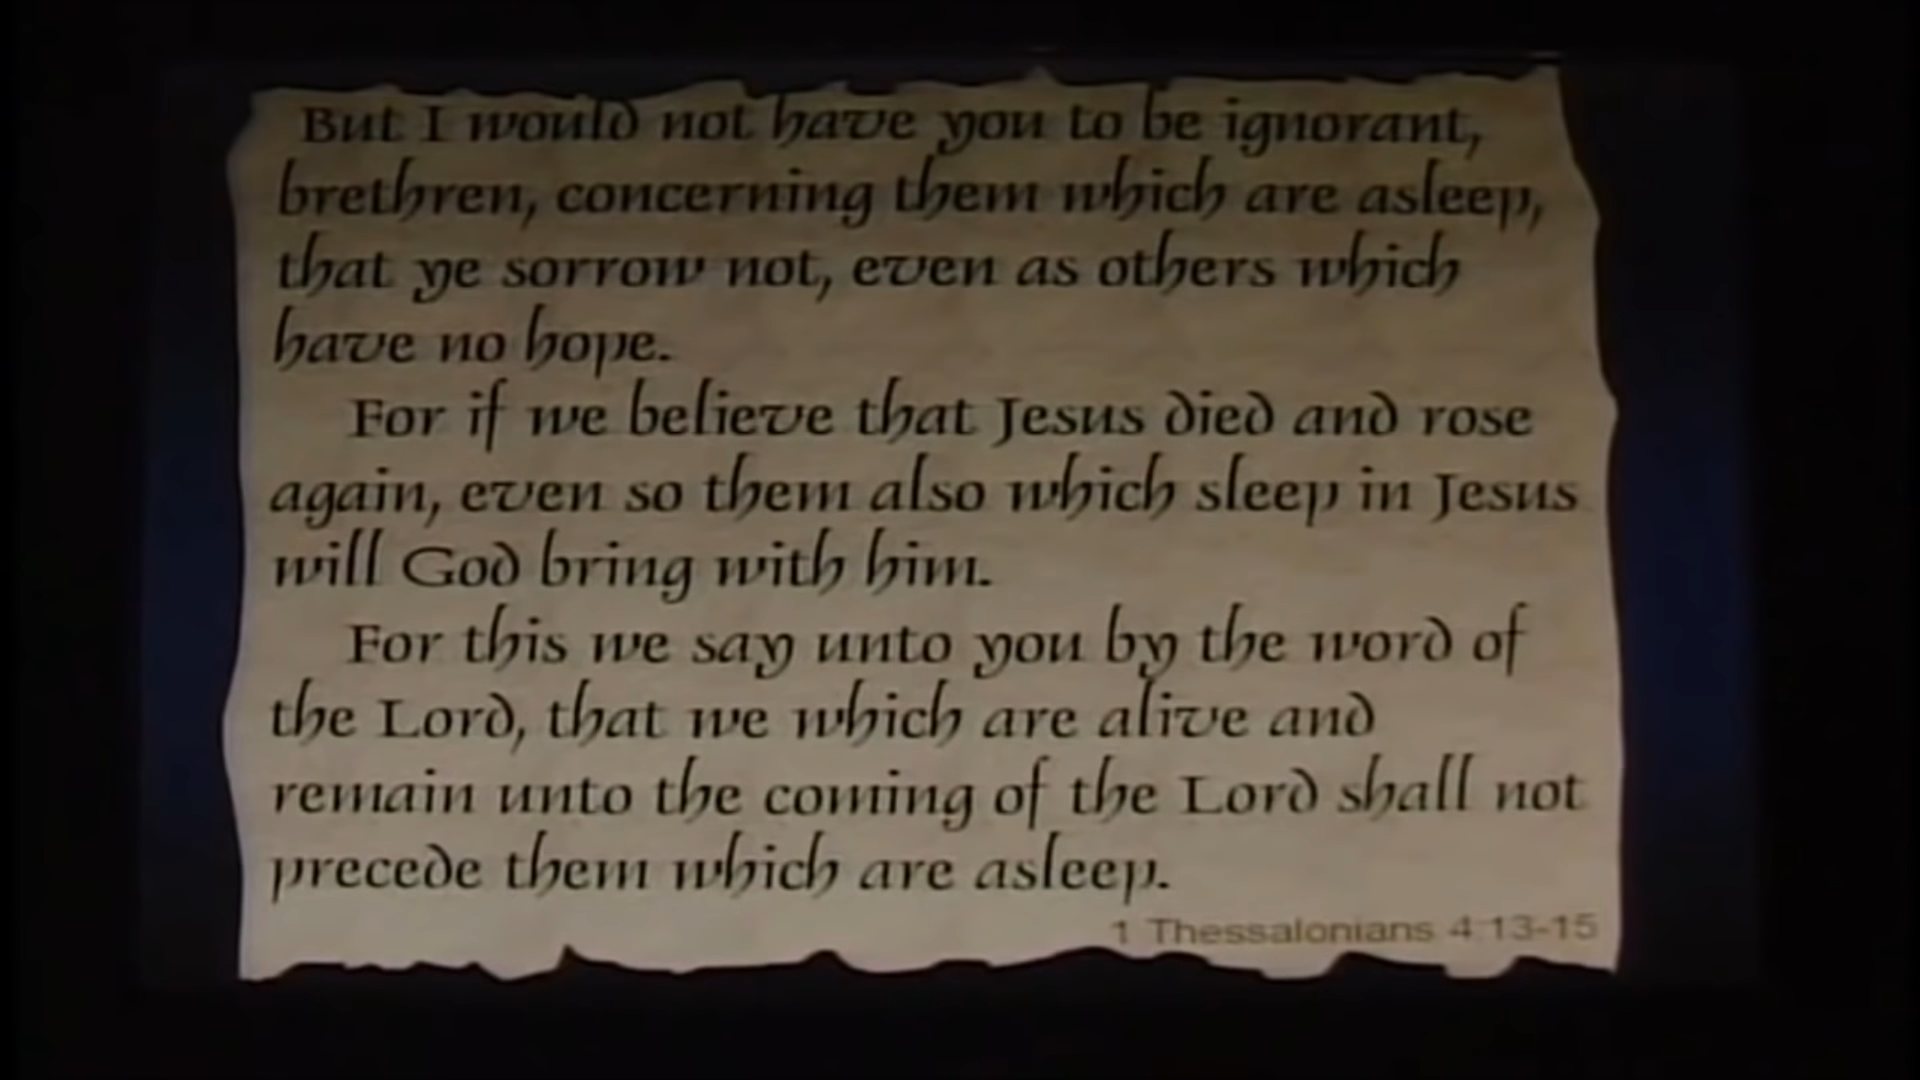 But I would not have you to be ignorant,
brethren, concerning them which are asleep,
that ye sorrow not, even as others which
have no hope.
For if we believe that Jesus died and rose
again, even so them also which sleep in Jesus
will God bring with him.
For this we say unto you by the word of
the Lord, that we which are alive and
remain unto the coming of the Lord shall not
precede them which are asleep.
1 Thessalonians 4:13-15